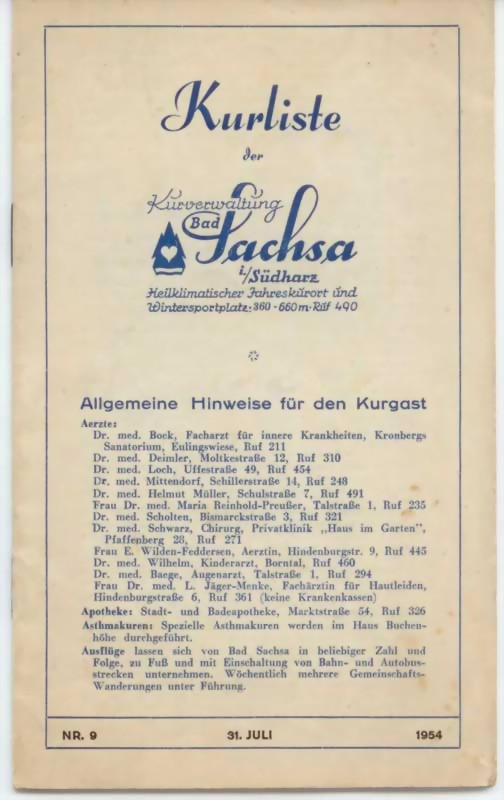 Kurliste
der
Kurverwaltung
Bad
Sachsa
i./Südharz
Heilklimatischer Jahreskurort und
Wintersportplatz · 360 - 660 m · Ruf 490
Allgemeine Hinweise für den Kurgast
Aerzte:
Dr. med. Bock, Facharzt für innere Krankheiten, Kronbergs
Sanatorium, Eulingswiese, Ruf 211
Dr. med. Deimler, Moltkestraße 12, Ruf 310
Dr. med. Loch, Uffestraße 49, Ruf 454
Dr. med. Mittendorf, Schillerstraße 14, Ruf 248
Dr. med. Helmut Müller, Schulstraße 7, Ruf 491
Frau Dr. med. Maria Reinhold-Preußer, Talstraße 1, Ruf 235
Dr. med. Scholten, Bismarckstraße 3, Ruf 321
Dr. med. Schwarz, Chirurg, Privatklinik „Haus im Garten",
Pfaffenberg 28, Ruf 271
Frau E. Wilden-Feddersen, Aerztin, Hindenburgstr. 9, Ruf 445
Dr. med. Wilhelm, Kinderarzt, Borntal, Ruf 460
Dr. med. Baege, Augenarzt, Talstraße 1, Ruf 294
Frau Dr. med. L. Jäger-Menke, Fachärztin für Hautleiden,
Hindenburgstraße 6, Ruf 361 (keine Krankenkassen)
Apotheke: Stadt- und Badeapotheke, Marktstraße 54, Ruf 326
Asthmakuren: Spezielle Asthmakuren werden im Haus Buchen-
höhe durchgeführt.
Ausflüge lassen sich von Bad Sachsa in beliebiger Zahl und
Folge, zu Fuß und mit Einschaltung von Bahn- und Autobus-
strecken unternehmen. Wöchentlich mehrere Gemeinschafts-
Wanderungen unter Führung.
NR. 9 31. JULI 1954